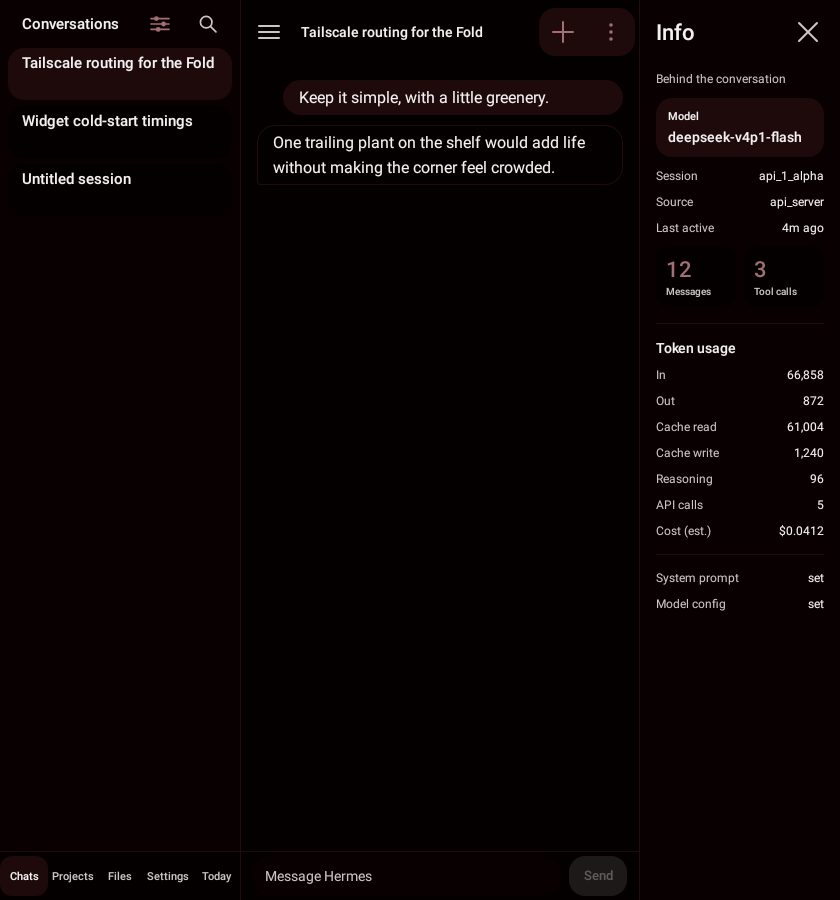 Conversations
Tailscale routing for the Fold
Widget cold-start timings
Untitled session
Chats
Projects
Files
Settings
Today
Tailscale routing for the Fold
Keep it simple, with a little greenery.
One trailing plant on the shelf would add life
without making the corner feel crowded.
Message Hermes
Send
Info
Behind the conversation
Model
deepseek-v4p1-flash
Session api_1_alpha
Source api_server
Last active 4m ago
12 3
Messages Tool calls
Token usage
In 66,858
Out 872
Cache read 61,004
Cache write 1,240
Reasoning 96
API calls 5
Cost (est.) $0.0412
System prompt set
Model config set